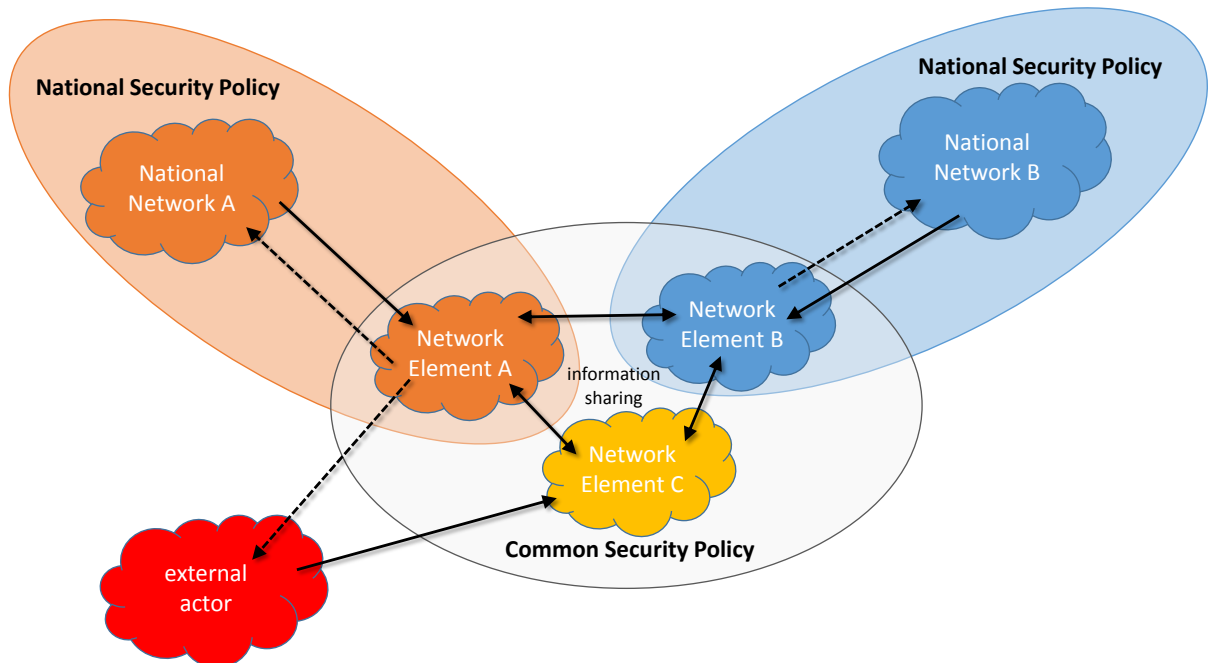 National Security Policy
National Security Policy
National
Network A
National
Network B
Network
Element A
Network
Element B
information
sharing
Network
Element C
Common Security Policy
external
actor